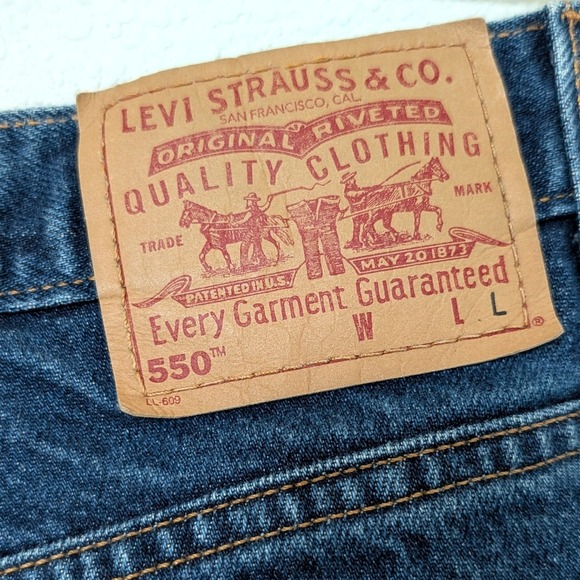 LEVI STRAUSS & CO.
SAN FRANCISCO, CAL.
ORIGINAL RIVETED
QUALITY CLOTHING
TRADE MARK
PATENTED IN U.S. MAY 20 1873
Every Garment Guaranteed
550™ W L L ®
LL-609